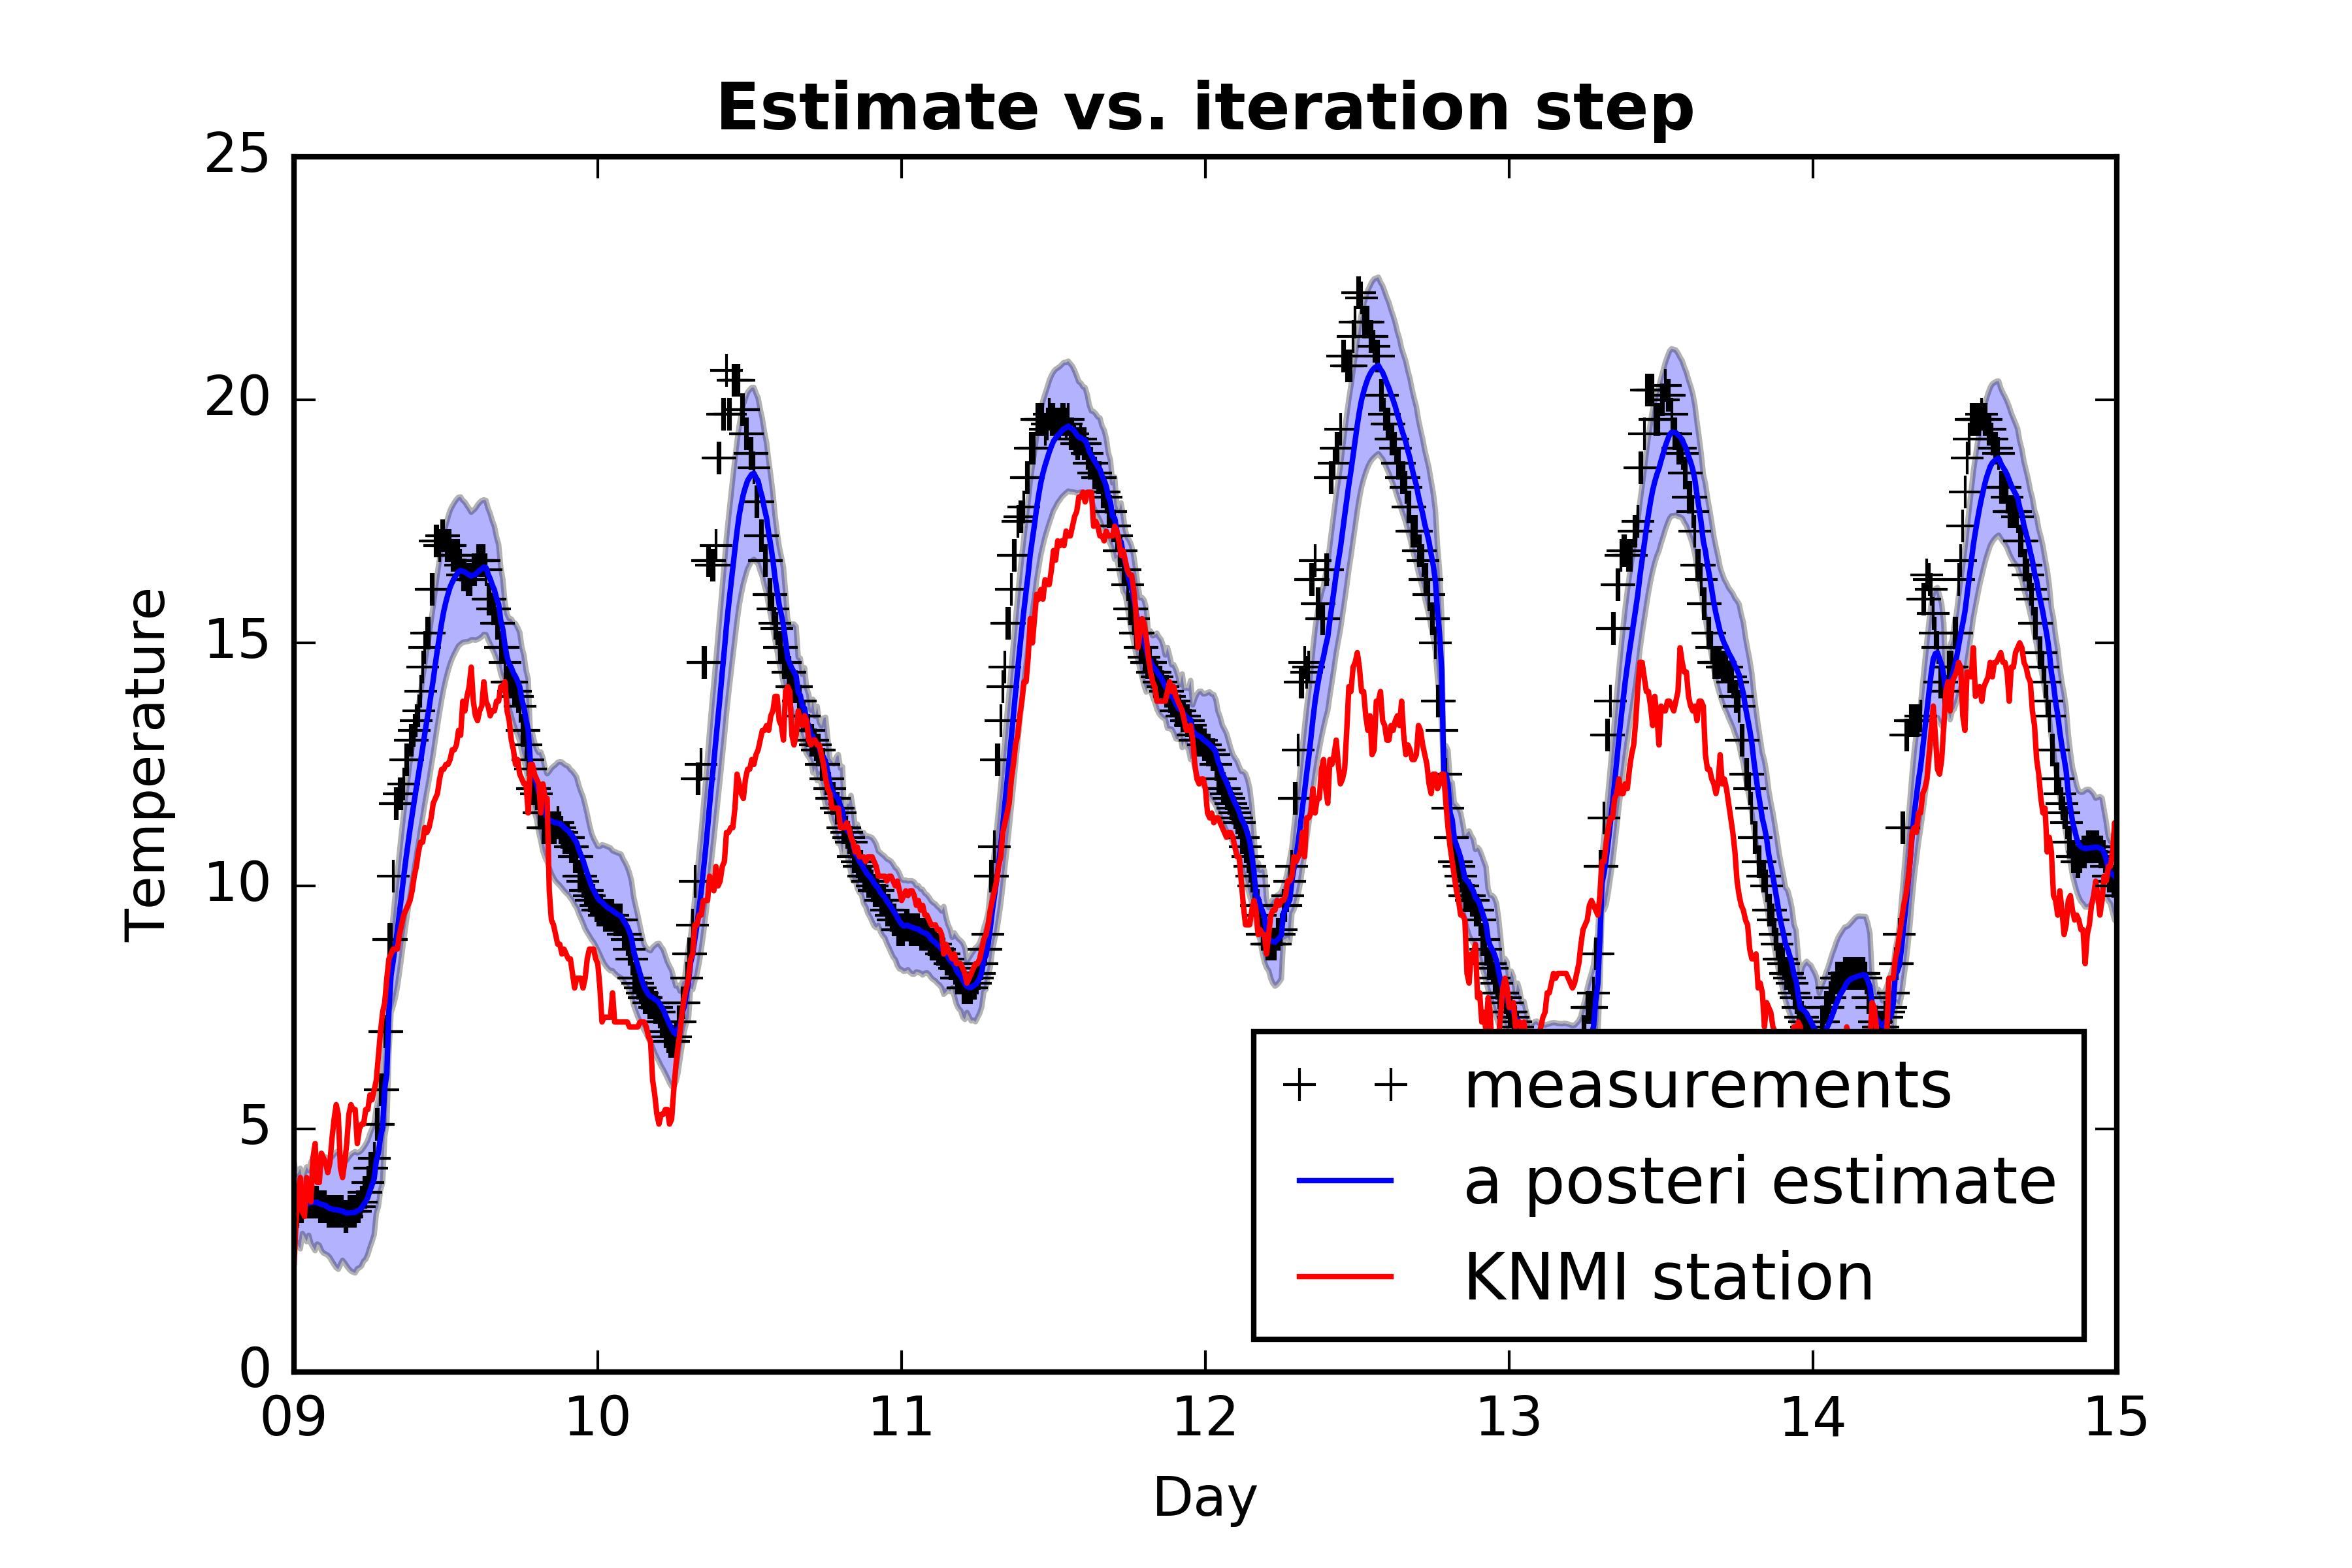 Estimate vs. iteration step
25
20
15
10
5
0
Temperature
09
10
11
12
13
14
15
Day
measurements
a posteri estimate
KNMI station